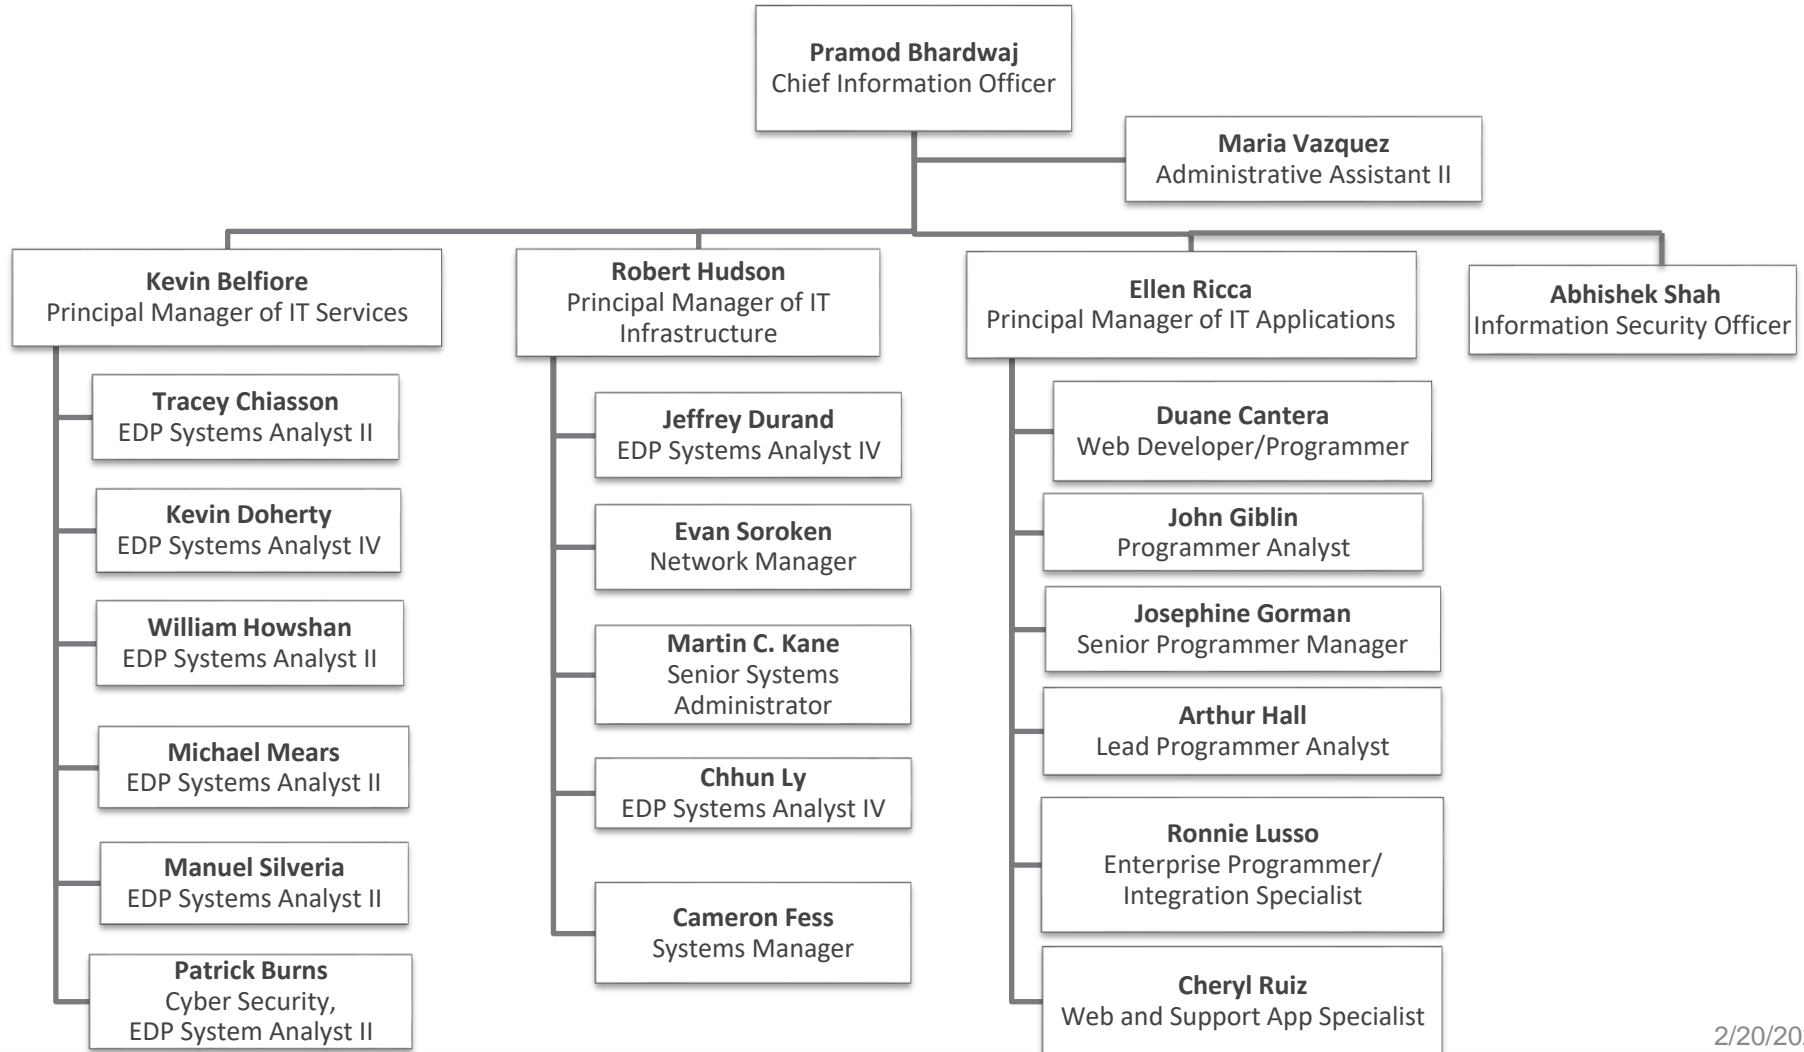 Pramod Bhardwaj
Chief Information Officer
Maria Vazquez
Administrative Assistant II
Kevin Belfiore
Principal Manager of IT Services
Robert Hudson
Principal Manager of IT
Infrastructure
Ellen Ricca
Principal Manager of IT Applications
Abhishek Shah
Information Security Officer
Tracey Chiasson
EDP Systems Analyst II
Kevin Doherty
EDP Systems Analyst IV
William Howshan
EDP Systems Analyst II
Michael Mears
EDP Systems Analyst II
Manuel Silveria
EDP Systems Analyst II
Patrick Burns
Cyber Security,
EDP System Analyst II
Jeffrey Durand
EDP Systems Analyst IV
Evan Soroken
Network Manager
Martin C. Kane
Senior Systems
Administrator
Chhun Ly
EDP Systems Analyst IV
Cameron Fess
Systems Manager
Duane Cantera
Web Developer/Programmer
John Giblin
Programmer Analyst
Josephine Gorman
Senior Programmer Manager
Arthur Hall
Lead Programmer Analyst
Ronnie Lusso
Enterprise Programmer/
Integration Specialist
Cheryl Ruiz
Web and Support App Specialist